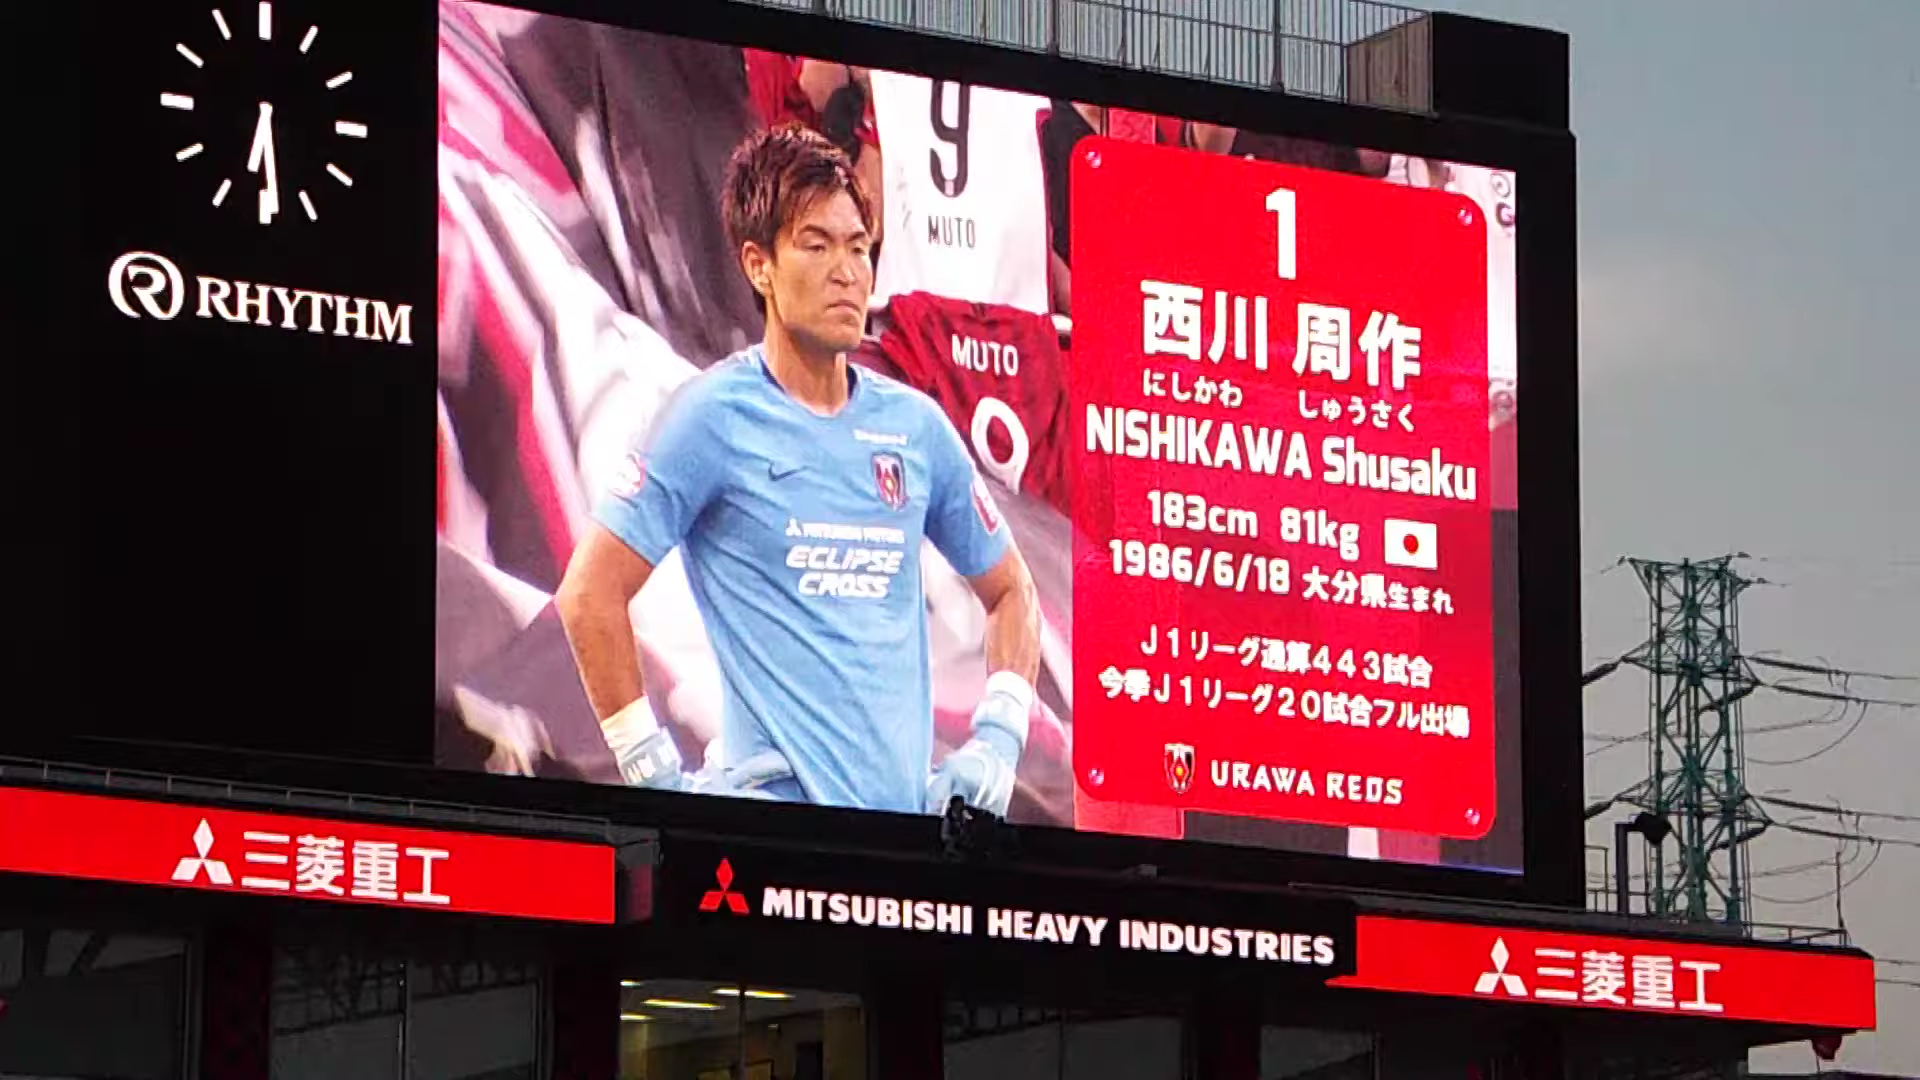 RHYTHM
9
MUTO
MUTO
9
MITSUBISHI MOTORS
ECLIPSE
CROSS
1
西川 周作
にしかわ しゅうさく
NISHIKAWA Shusaku
183cm 81kg
1986/6/18 大分県生まれ
J1リーグ通算443試合
今季J1リーグ20試合フル出場
URAWA REDS
三菱重工
MITSUBISHI HEAVY INDUSTRIES
三菱重工